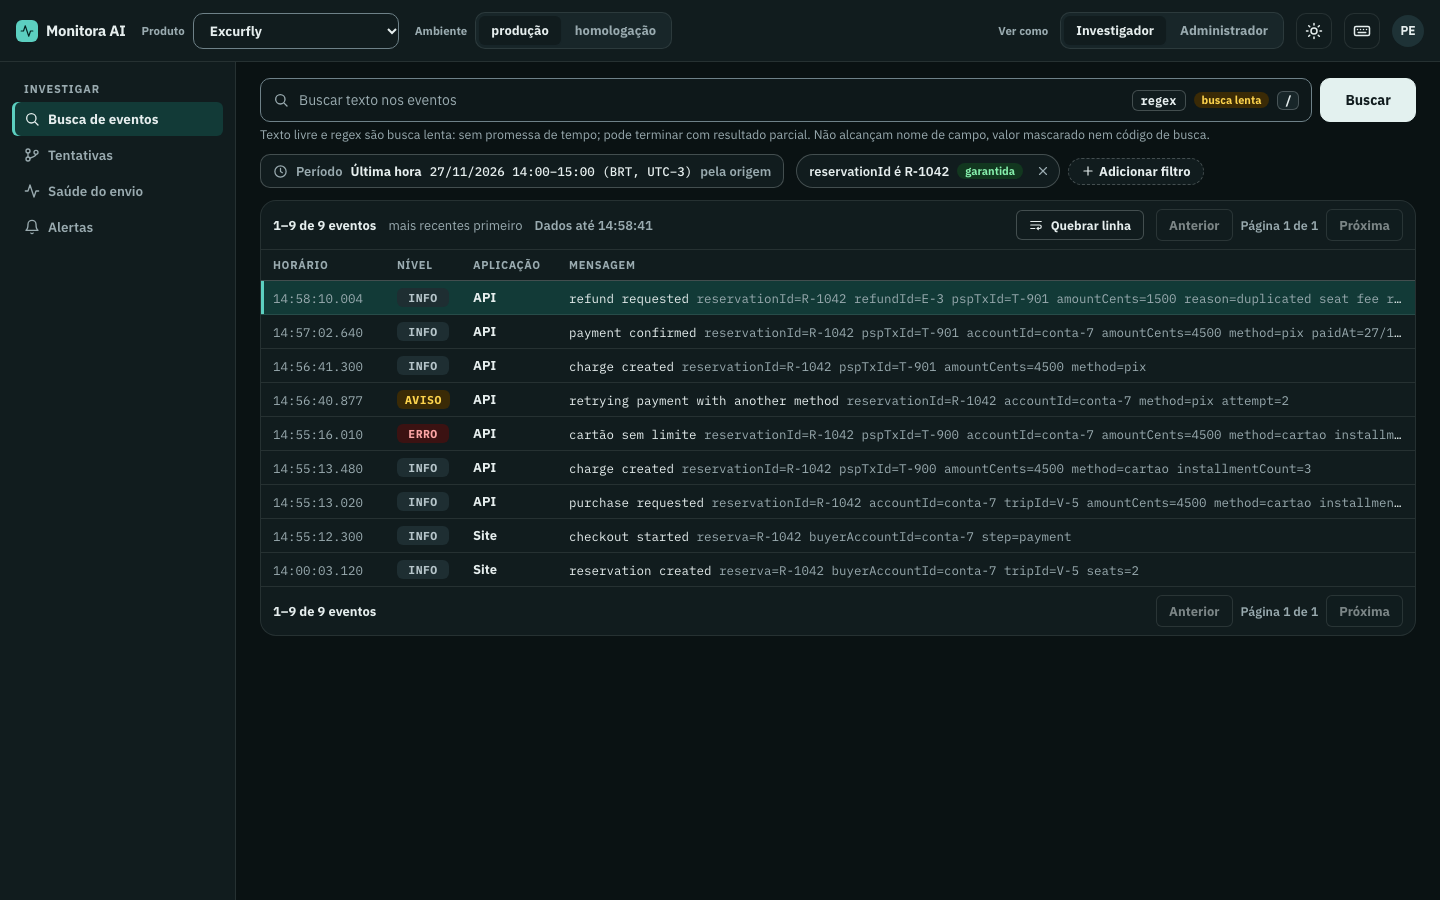 Monitora AI Produto Excurfly Ambiente produção homologação Ver como Investigador Administrador PE
INVESTIGAR
Busca de eventos
Tentativas
Saúde do envio
Alertas
Buscar texto nos eventos regex busca lenta / Buscar
Texto livre e regex são busca lenta: sem promessa de tempo; pode terminar com resultado parcial. Não alcançam nome de campo, valor mascarado nem código de busca.
Período Última hora 27/11/2026 14:00–15:00 (BRT, UTC−3) pela origem reservationId é R-1042 garantida × + Adicionar filtro
1–9 de 9 eventos mais recentes primeiro Dados até 14:58:41 Quebrar linha Anterior Página 1 de 1 Próxima
HORÁRIO NÍVEL APLICAÇÃO MENSAGEM
14:58:10.004 INFO API refund requested reservationId=R-1042 refundId=E-3 pspTxId=T-901 amountCents=1500 reason=duplicated seat fee r…
14:57:02.640 INFO API payment confirmed reservationId=R-1042 pspTxId=T-901 accountId=conta-7 amountCents=4500 method=pix paidAt=27/1…
14:56:41.300 INFO API charge created reservationId=R-1042 pspTxId=T-901 amountCents=4500 method=pix
14:56:40.877 AVISO API retrying payment with another method reservationId=R-1042 accountId=conta-7 method=pix attempt=2
14:55:16.010 ERRO API cartão sem limite reservationId=R-1042 pspTxId=T-900 accountId=conta-7 amountCents=4500 method=cartao installm…
14:55:13.480 INFO API charge created reservationId=R-1042 pspTxId=T-900 amountCents=4500 method=cartao installmentCount=3
14:55:13.020 INFO API purchase requested reservationId=R-1042 accountId=conta-7 tripId=V-5 amountCents=4500 method=cartao installmen…
14:55:12.300 INFO Site checkout started reserva=R-1042 buyerAccountId=conta-7 step=payment
14:00:03.120 INFO Site reservation created reserva=R-1042 buyerAccountId=conta-7 tripId=V-5 seats=2
1–9 de 9 eventos Anterior Página 1 de 1 Próxima